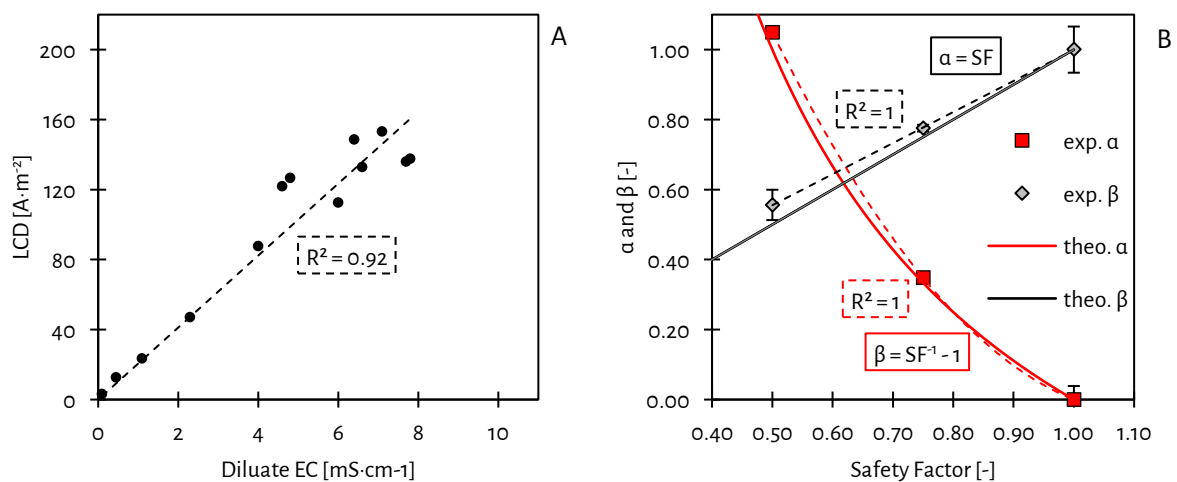 A
LCD [A·m⁻²]
200
160
120
80
40
0
R² = 0.92
0 2 4 6 8 10
Diluate EC [mS·cm-1]
B
α and β [-]
1.00
0.80
0.60
0.40
0.20
0.00
α = SF
R² = 1
exp. α
exp. β
theo. α
theo. β
R² = 1
β = SF⁻¹ - 1
0.40 0.50 0.60 0.70 0.80 0.90 1.00 1.10
Safety Factor [-]